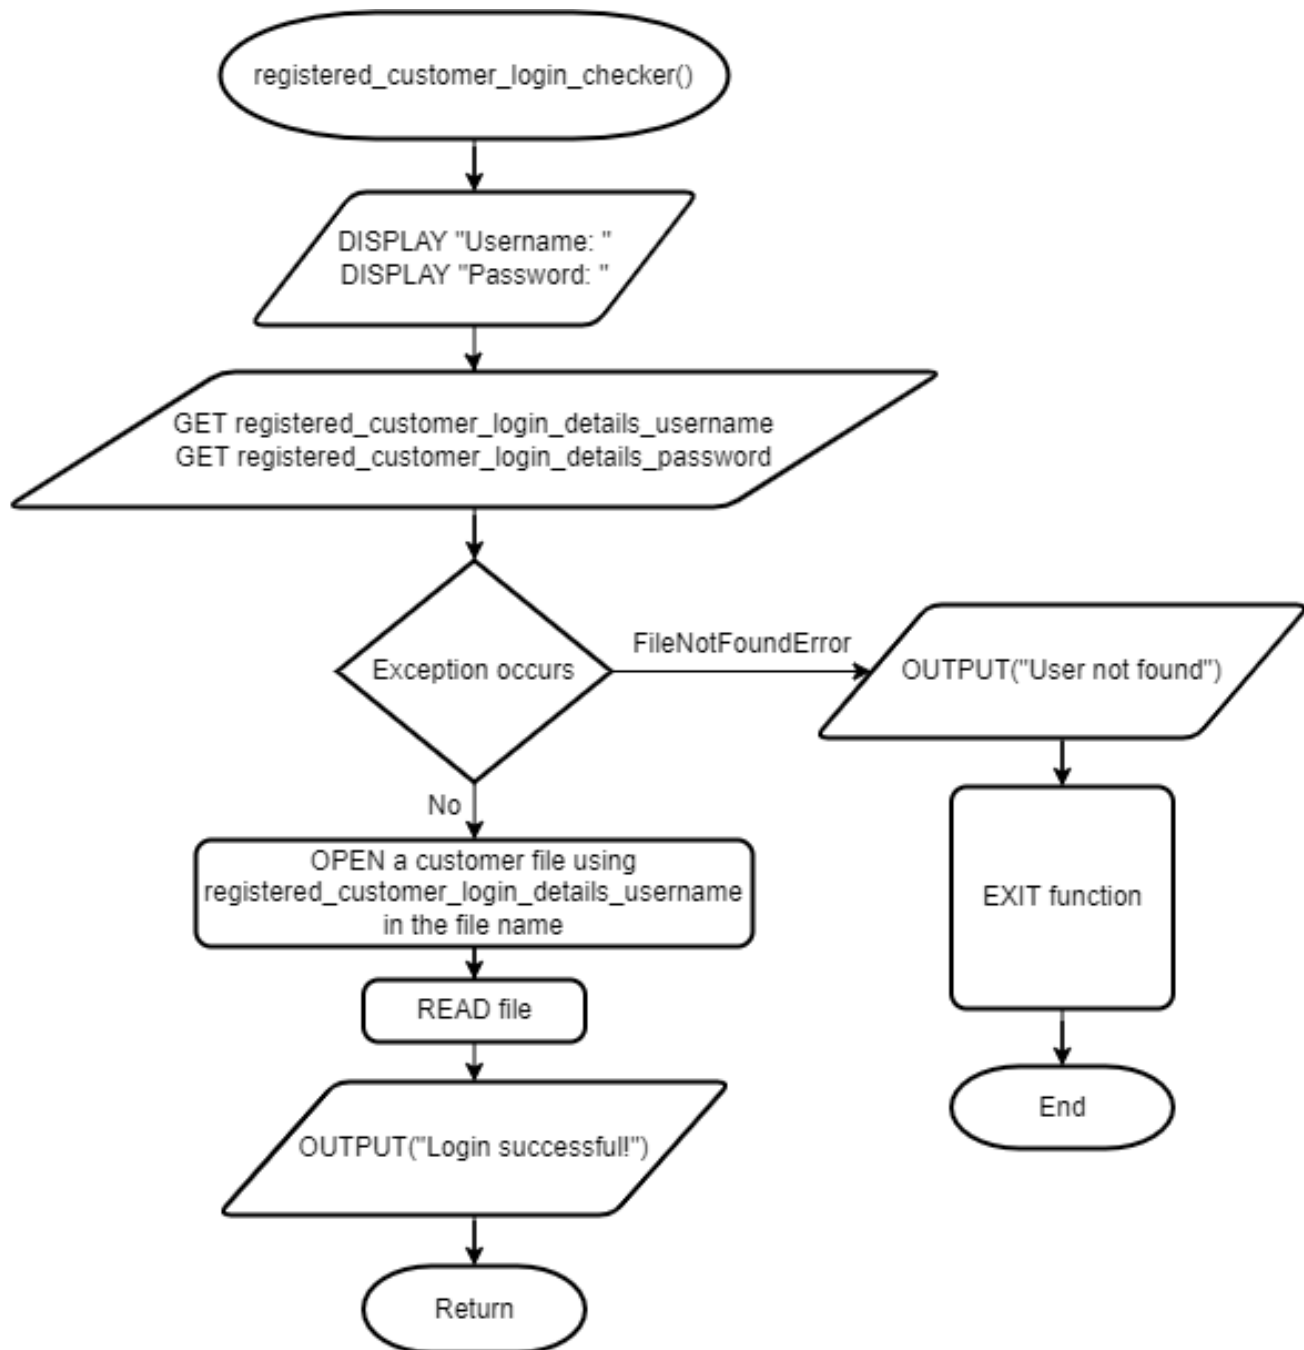 registered_customer_login_checker()
DISPLAY "Username: "
DISPLAY "Password: "
GET registered_customer_login_details_username
GET registered_customer_login_details_password
Exception occurs
FileNotFoundError
OUTPUT("User not found")
No
OPEN a customer file using
registered_customer_login_details_username
in the file name
EXIT function
READ file
End
OUTPUT("Login successful!")
Return